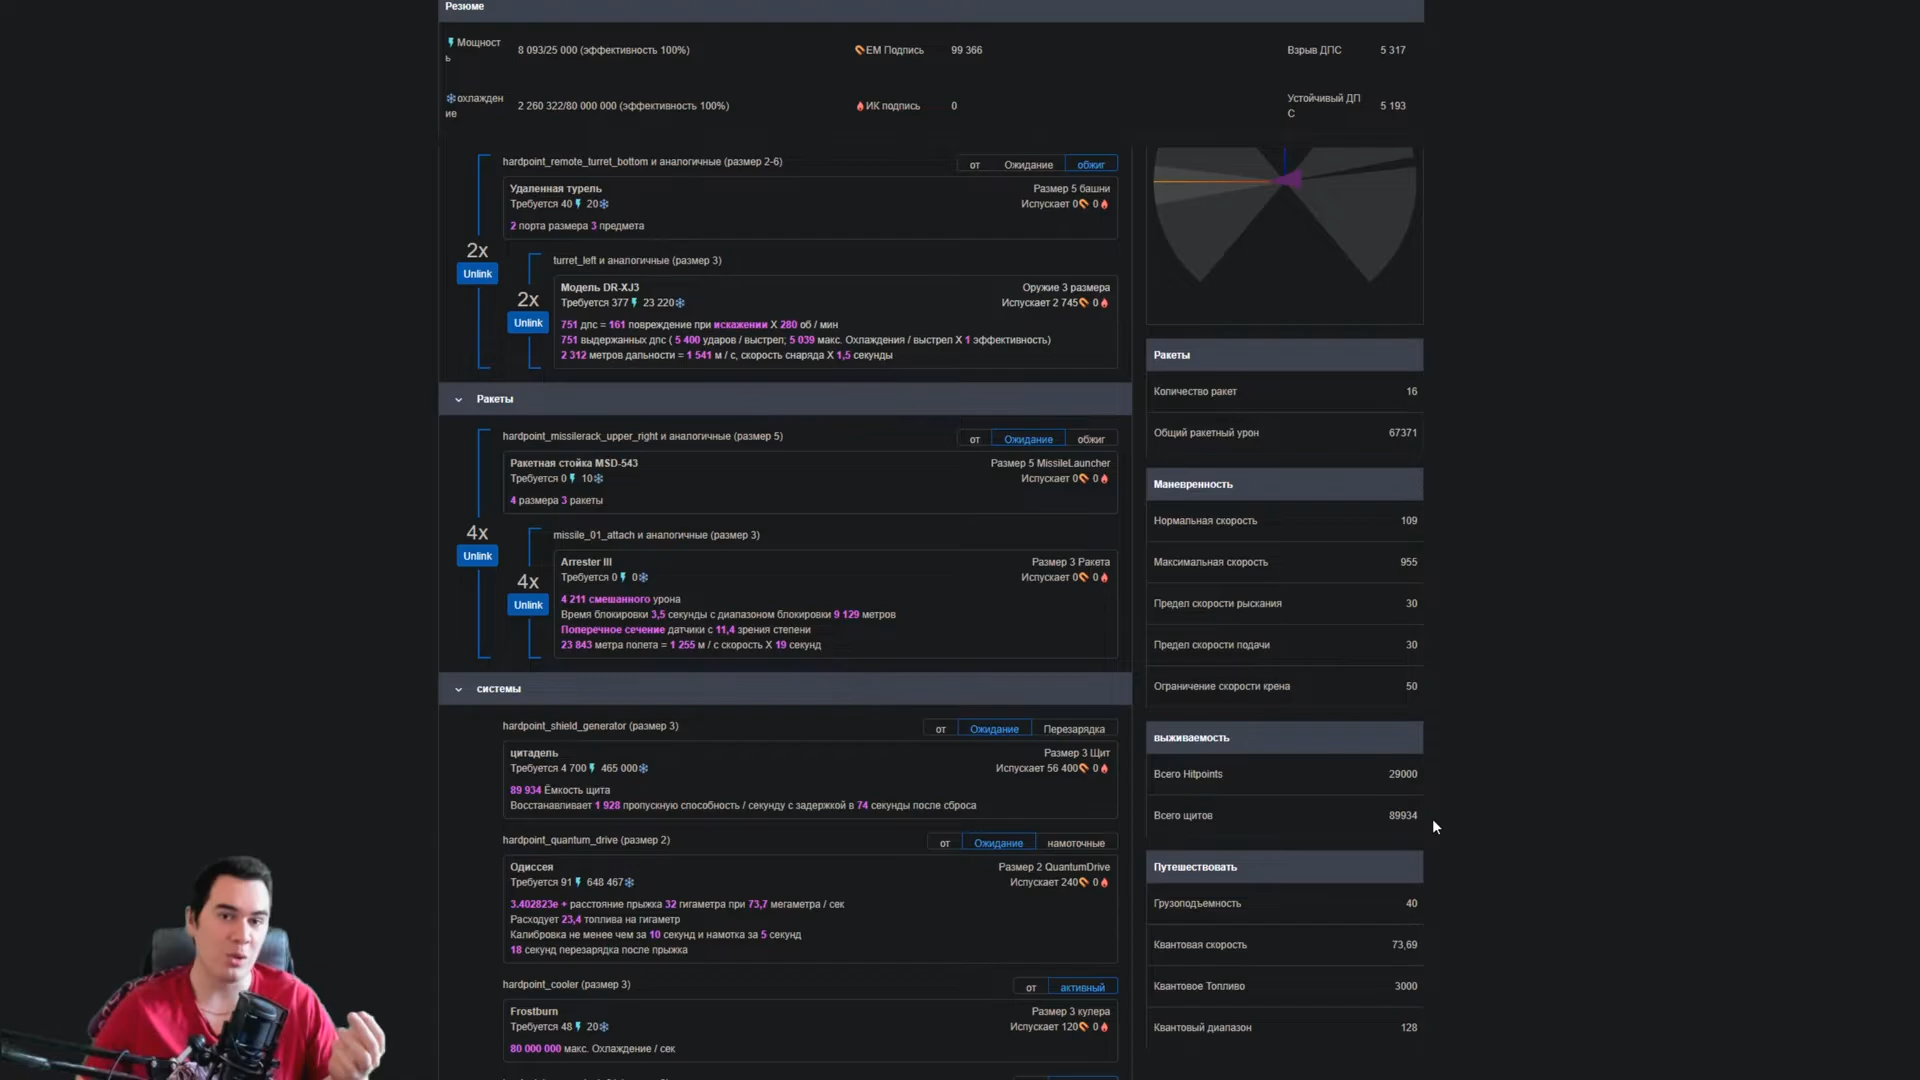 Резюме
Мощность
8 093/25 000 (эффективность 100%)
ЕМ Подпись
99 366
Взрыв ДПС
5 317
охлаждение
2 260 322/80 000 000 (эффективность 100%)
ИК подпись
0
Устойчивый ДПС
5 193
hardpoint_remote_turret_bottom и аналогичные (размер 2-6)
от
Ожидание
обжиг
Удаленная турель
Размер 5 башни
Требуется 40 20
Испускает 0 0
2 порта размера 3 предмета
2x
Unlink
turret_left и аналогичные (размер 3)
Модель DR-XJ3
Оружие 3 размера
Требуется 377 23 220
Испускает 2 745 0
2x
Unlink
751 дпс = 161 повреждение при искажении X 280 об / мин
751 выдержанных дпс ( 5 400 ударов / выстрел; 5 039 макс. Охлаждения / выстрел X 1 эффективность)
2 312 метров дальности = 1 541 м / с, скорость снаряда X 1,5 секунды
Ракеты
hardpoint_missilerack_upper_right и аналогичные (размер 5)
от
Ожидание
обжиг
Ракетная стойка MSD-543
Размер 5 MissileLauncher
Требуется 0 10
Испускает 0 0
4 размера 3 ракеты
4x
Unlink
missile_01_attach и аналогичные (размер 3)
Arrester III
Размер 3 Ракета
Требуется 0 0
Испускает 0 0
4x
Unlink
4 211 смешанного урона
Время блокировки 3,5 секунды с диапазоном блокировки 9 129 метров
Поперечное сечение датчики с 11,4 зрения степени
23 843 метра полета = 1 255 м / с скорость X 19 секунд
системы
hardpoint_shield_generator (размер 3)
от
Ожидание
Перезарядка
цитадель
Размер 3 Щит
Требуется 4 700 465 000
Испускает 56 400 0
89 934 Ёмкость щита
Восстанавливает 1 928 пропускную способность / секунду с задержкой в 74 секунды после сброса
hardpoint_quantum_drive (размер 2)
от
Ожидание
намоточные
Одиссея
Размер 2 QuantumDrive
Требуется 91 648 467
Испускает 240 0
3.402823e + расстояние прыжка 32 гигаметра при 73,7 мегаметра / сек
Расходует 23,4 топлива на гигаметр
Калибровка не менее чем за 10 секунд и намотка за 5 секунд
18 секунд перезарядка после прыжка
hardpoint_cooler (размер 3)
от
активный
Frostburn
Размер 3 кулера
Требуется 48 20
Испускает 120 0
80 000 000 макс. Охлаждение / сек
Ракеты
Количество ракет
16
Общий ракетный урон
67371
Маневренность
Нормальная скорость
109
Максимальная скорость
955
Предел скорости рыскания
30
Предел скорости подачи
30
Ограничение скорости крена
50
выживаемость
Всего Hitpoints
29000
Всего щитов
89934
Путешествовать
Грузоподъемность
40
Квантовая скорость
73,69
Квантовое Топливо
3000
Квантовый диапазон
128